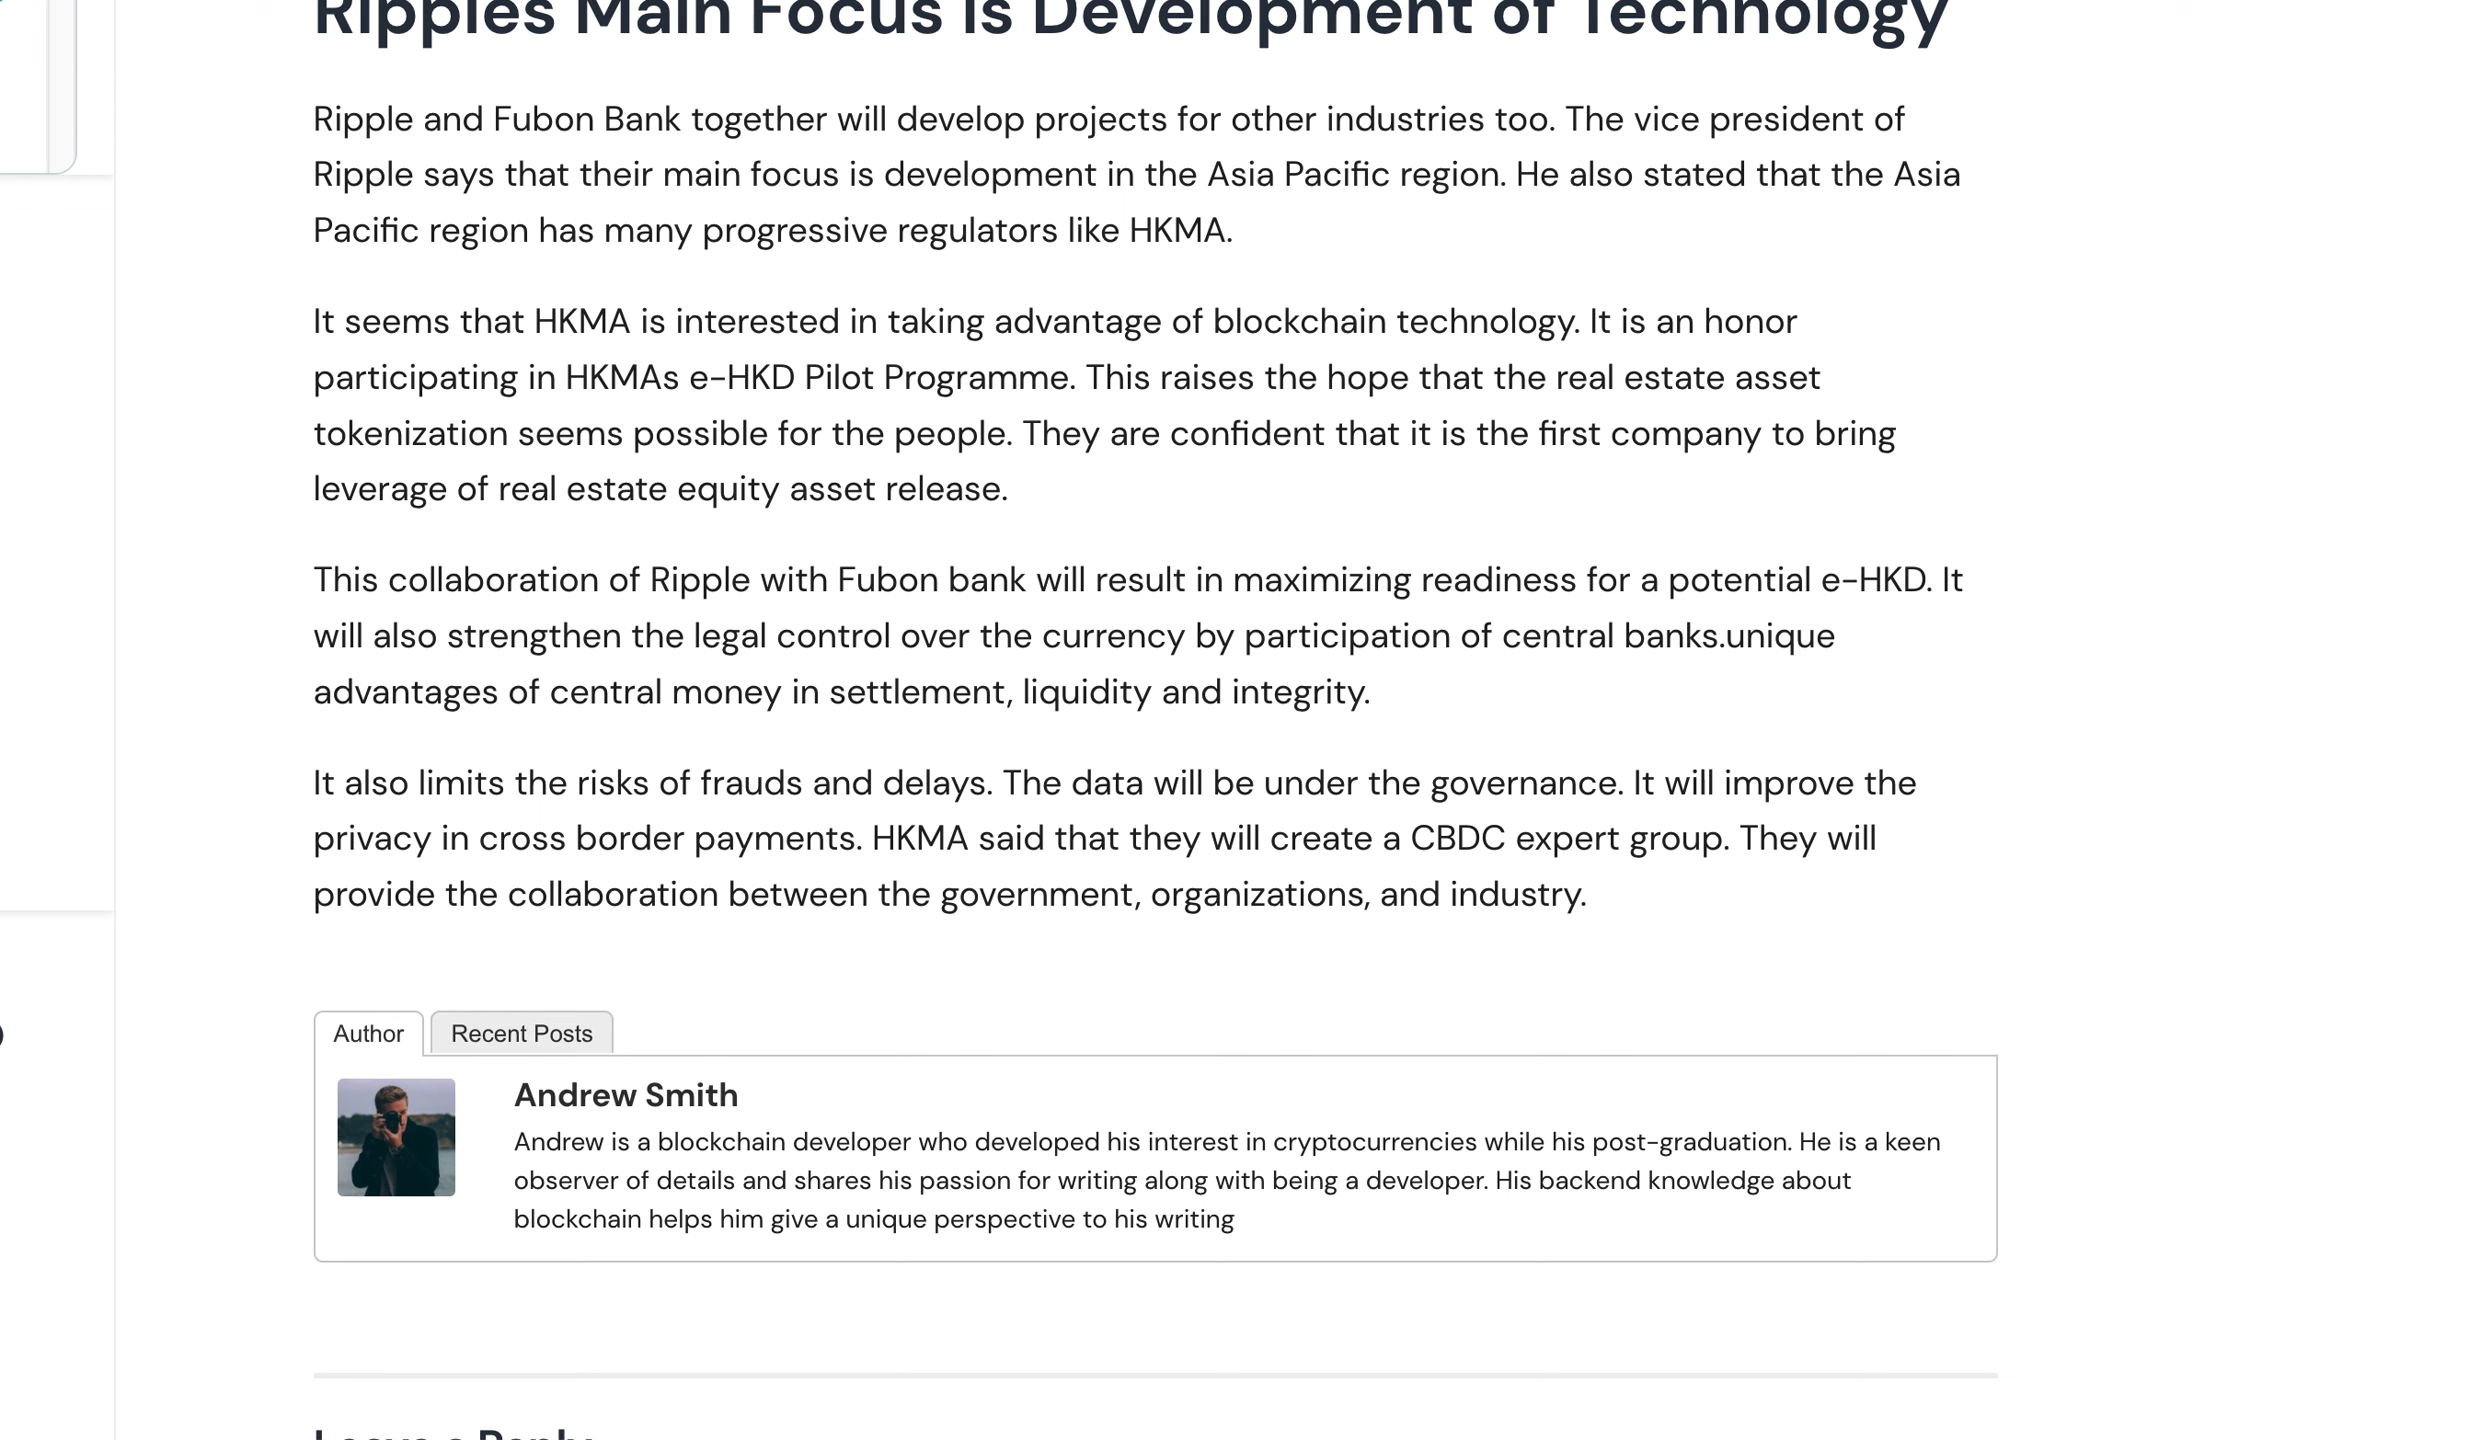 Ripples Main Focus is Development of Technology
Ripple and Fubon Bank together will develop projects for other industries too. The vice president of
Ripple says that their main focus is development in the Asia Pacific region. He also stated that the Asia
Pacific region has many progressive regulators like HKMA.
It seems that HKMA is interested in taking advantage of blockchain technology. It is an honor
participating in HKMAs e-HKD Pilot Programme. This raises the hope that the real estate asset
tokenization seems possible for the people. They are confident that it is the first company to bring
leverage of real estate equity asset release.
This collaboration of Ripple with Fubon bank will result in maximizing readiness for a potential e-HKD. It
will also strengthen the legal control over the currency by participation of central banks.unique
advantages of central money in settlement, liquidity and integrity.
It also limits the risks of frauds and delays. The data will be under the governance. It will improve the
privacy in cross border payments. HKMA said that they will create a CBDC expert group. They will
provide the collaboration between the government, organizations, and industry.
Author
Recent Posts
Andrew Smith
Andrew is a blockchain developer who developed his interest in cryptocurrencies while his post-graduation. He is a keen
observer of details and shares his passion for writing along with being a developer. His backend knowledge about
blockchain helps him give a unique perspective to his writing
Leave a Reply